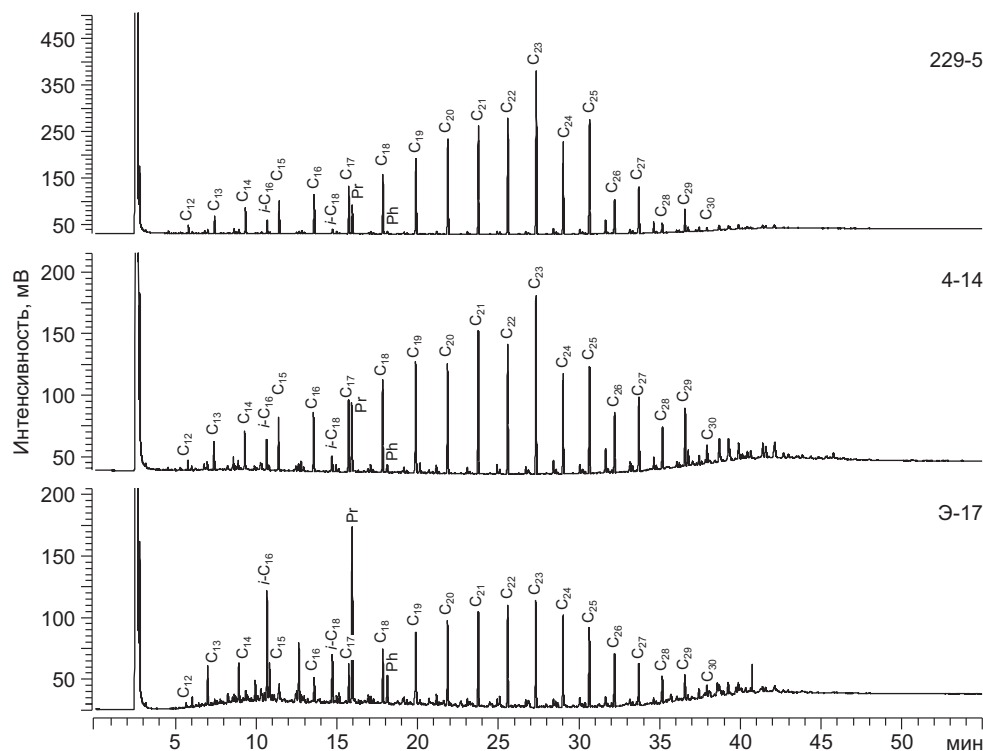 Интенсивность, мВ
450
350
250
150
50
229-5
C₁₂
C₁₃
C₁₄
i-C₁₆
C₁₅
C₁₆
i-C₁₈
C₁₇
Pr
C₁₈
Ph
C₁₉
C₂₀
C₂₁
C₂₂
C₂₃
C₂₄
C₂₅
C₂₆
C₂₇
C₂₈
C₂₉
C₃₀
200
150
100
50
4-14
C₁₂
C₁₃
C₁₄
i-C₁₆
C₁₅
C₁₆
i-C₁₈
C₁₇
Pr
C₁₈
Ph
C₁₉
C₂₀
C₂₁
C₂₂
C₂₃
C₂₄
C₂₅
C₂₆
C₂₇
C₂₈
C₂₉
C₃₀
200
150
100
50
Э-17
C₁₂
C₁₃
C₁₄
i-C₁₆
C₁₅
C₁₆
i-C₁₈
C₁₇
Pr
C₁₈
Ph
C₁₉
C₂₀
C₂₁
C₂₂
C₂₃
C₂₄
C₂₅
C₂₆
C₂₇
C₂₈
C₂₉
C₃₀
5 10 15 20 25 30 35 40 45 50 мин